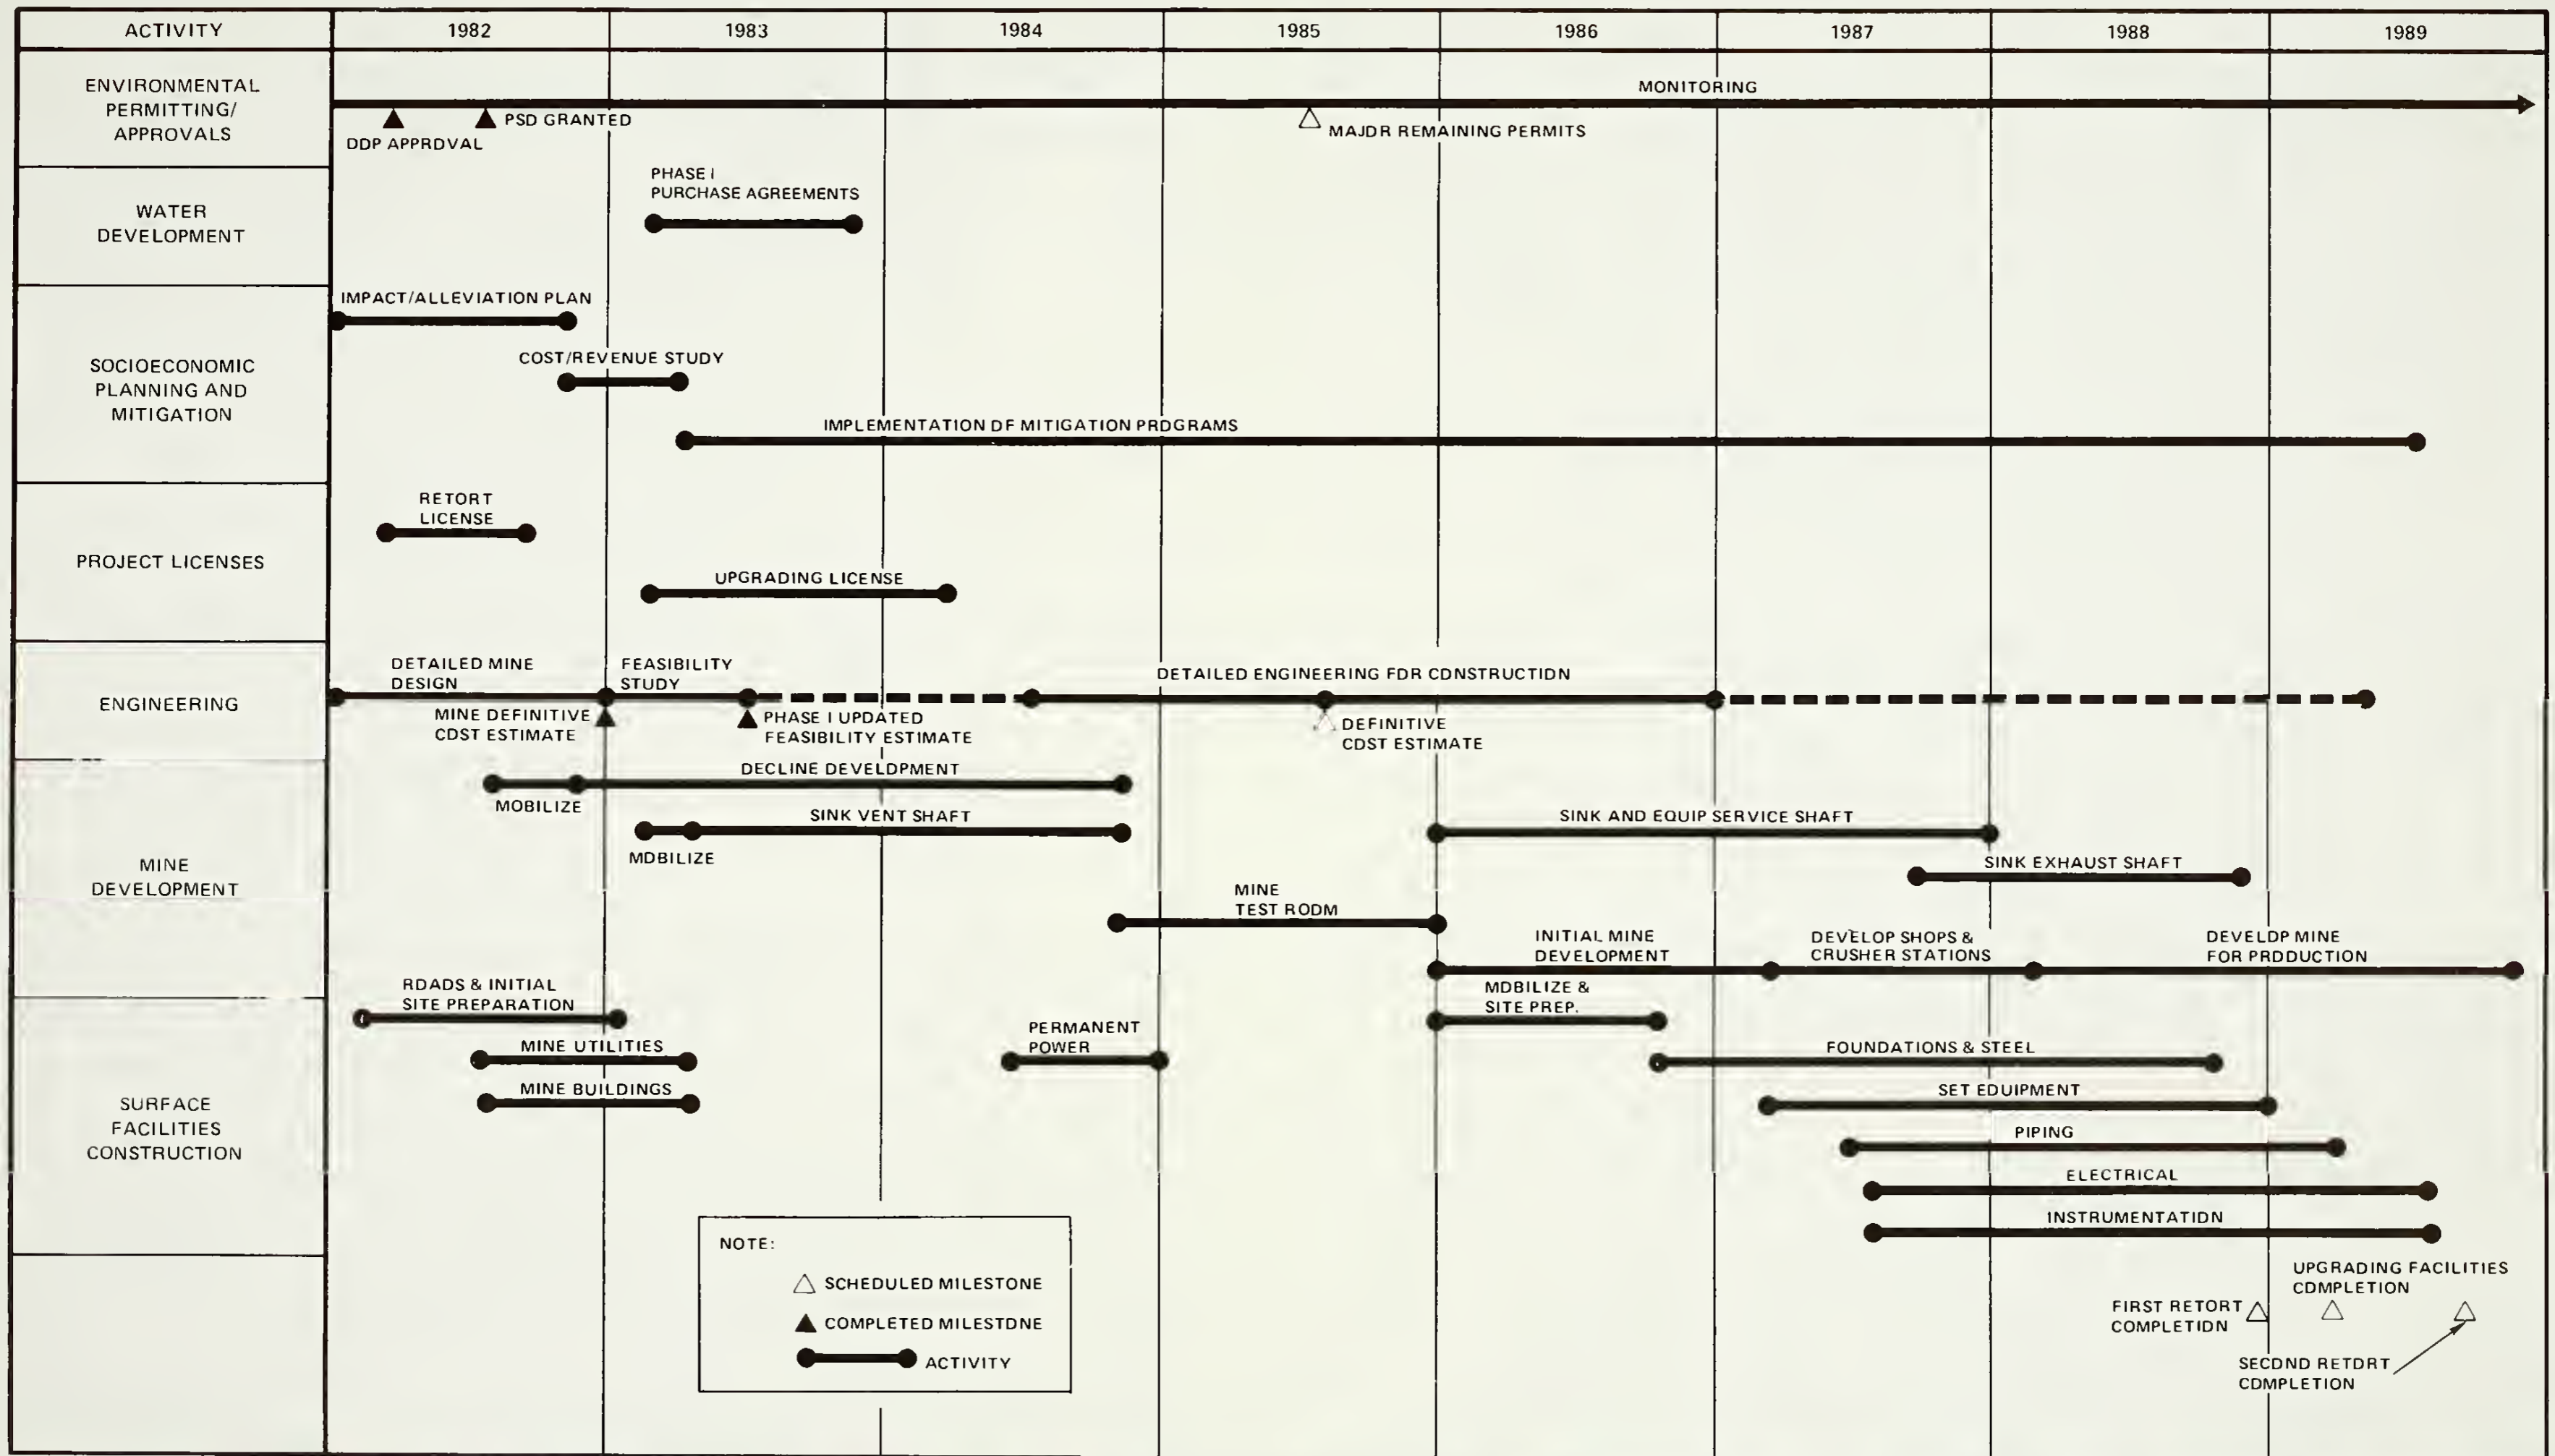 ACTIVITY
1982
1983
1984
1985
1986
1987
1988
1989
ENVIRONMENTAL
PERMITTING/
APPROVALS
MONITORING
DDP APPRDVAL
PSD GRANTED
MAJDR REMAINING PERMITS
WATER
DEVELOPMENT
PHASE I
PURCHASE AGREEMENTS
SOCIOECONOMIC
PLANNING AND
MITIGATION
IMPACT/ALLEVIATION PLAN
COST/REVENUE STUDY
IMPLEMENTATION DF MITIGATION PRDGRAMS
PROJECT LICENSES
RETORT
LICENSE
UPGRADING LICENSE
ENGINEERING
DETAILED MINE
DESIGN
FEASIBILITY
STUDY
DETAILED ENGINEERING FDR CDNSTRUCTION
MINE DEFINITIVE
CDST ESTIMATE
PHASE I UPDATED
FEASIBILITY ESTIMATE
DEFINITIVE
CDST ESTIMATE
MINE
DEVELOPMENT
DECLINE DEVELDPMENT
MOBILIZE
SINK VENT SHAFT
MDBILIZE
SINK AND EQUIP SERVICE SHAFT
SINK EXHAUST SHAFT
MINE
TEST RODM
INITIAL MINE
DEVELOPMENT
DEVELOP SHOPS &
CRUSHER STATIONS
DEVELDP MINE
FOR PRDDUCTION
SURFACE
FACILITIES
CONSTRUCTION
RDADS & INITIAL
SITE PREPARATION
MDBILIZE &
SITE PREP.
MINE UTILITIES
PERMANENT
POWER
FOUNDATIONS & STEEL
MINE BUILDINGS
SET EDUIPMENT
PIPING
ELECTRICAL
INSTRUMENTATIDN
NOTE:
SCHEDULED MILESTONE
COMPLETED MILESTDNE
ACTIVITY
UPGRADING FACILITIES
CDMPLETION
FIRST RETORT
COMPLETIDN
SECDND RETDRT
CDMPLETION